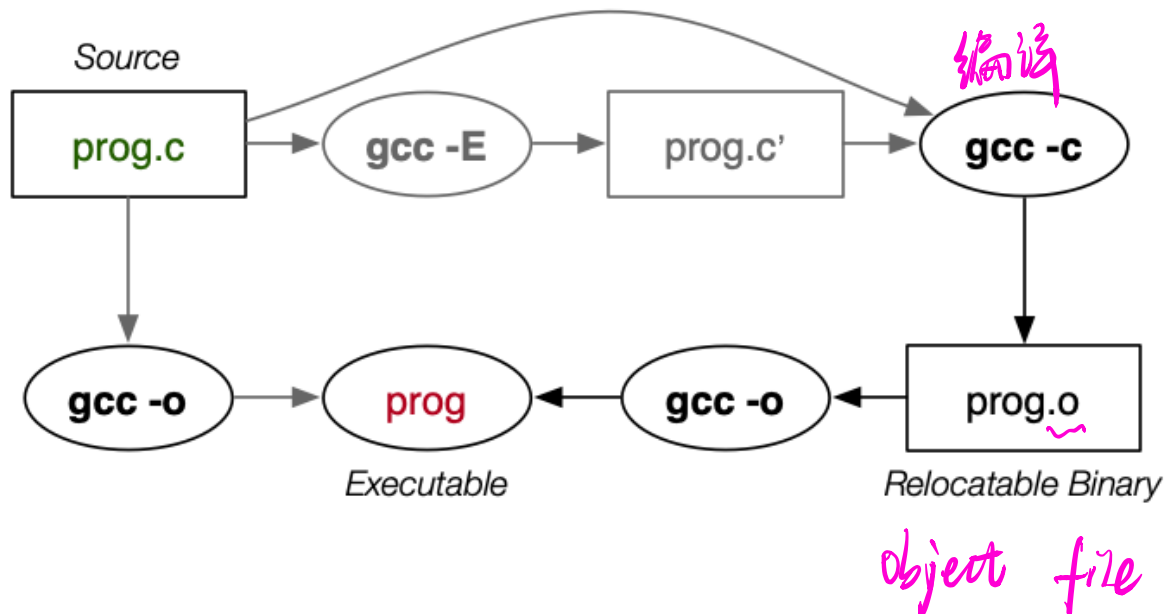 Source
编译
prog.c
gcc -E
prog.c’
gcc -c
gcc -o
prog
gcc -o
prog.o
Executable
Relocatable Binary
object file